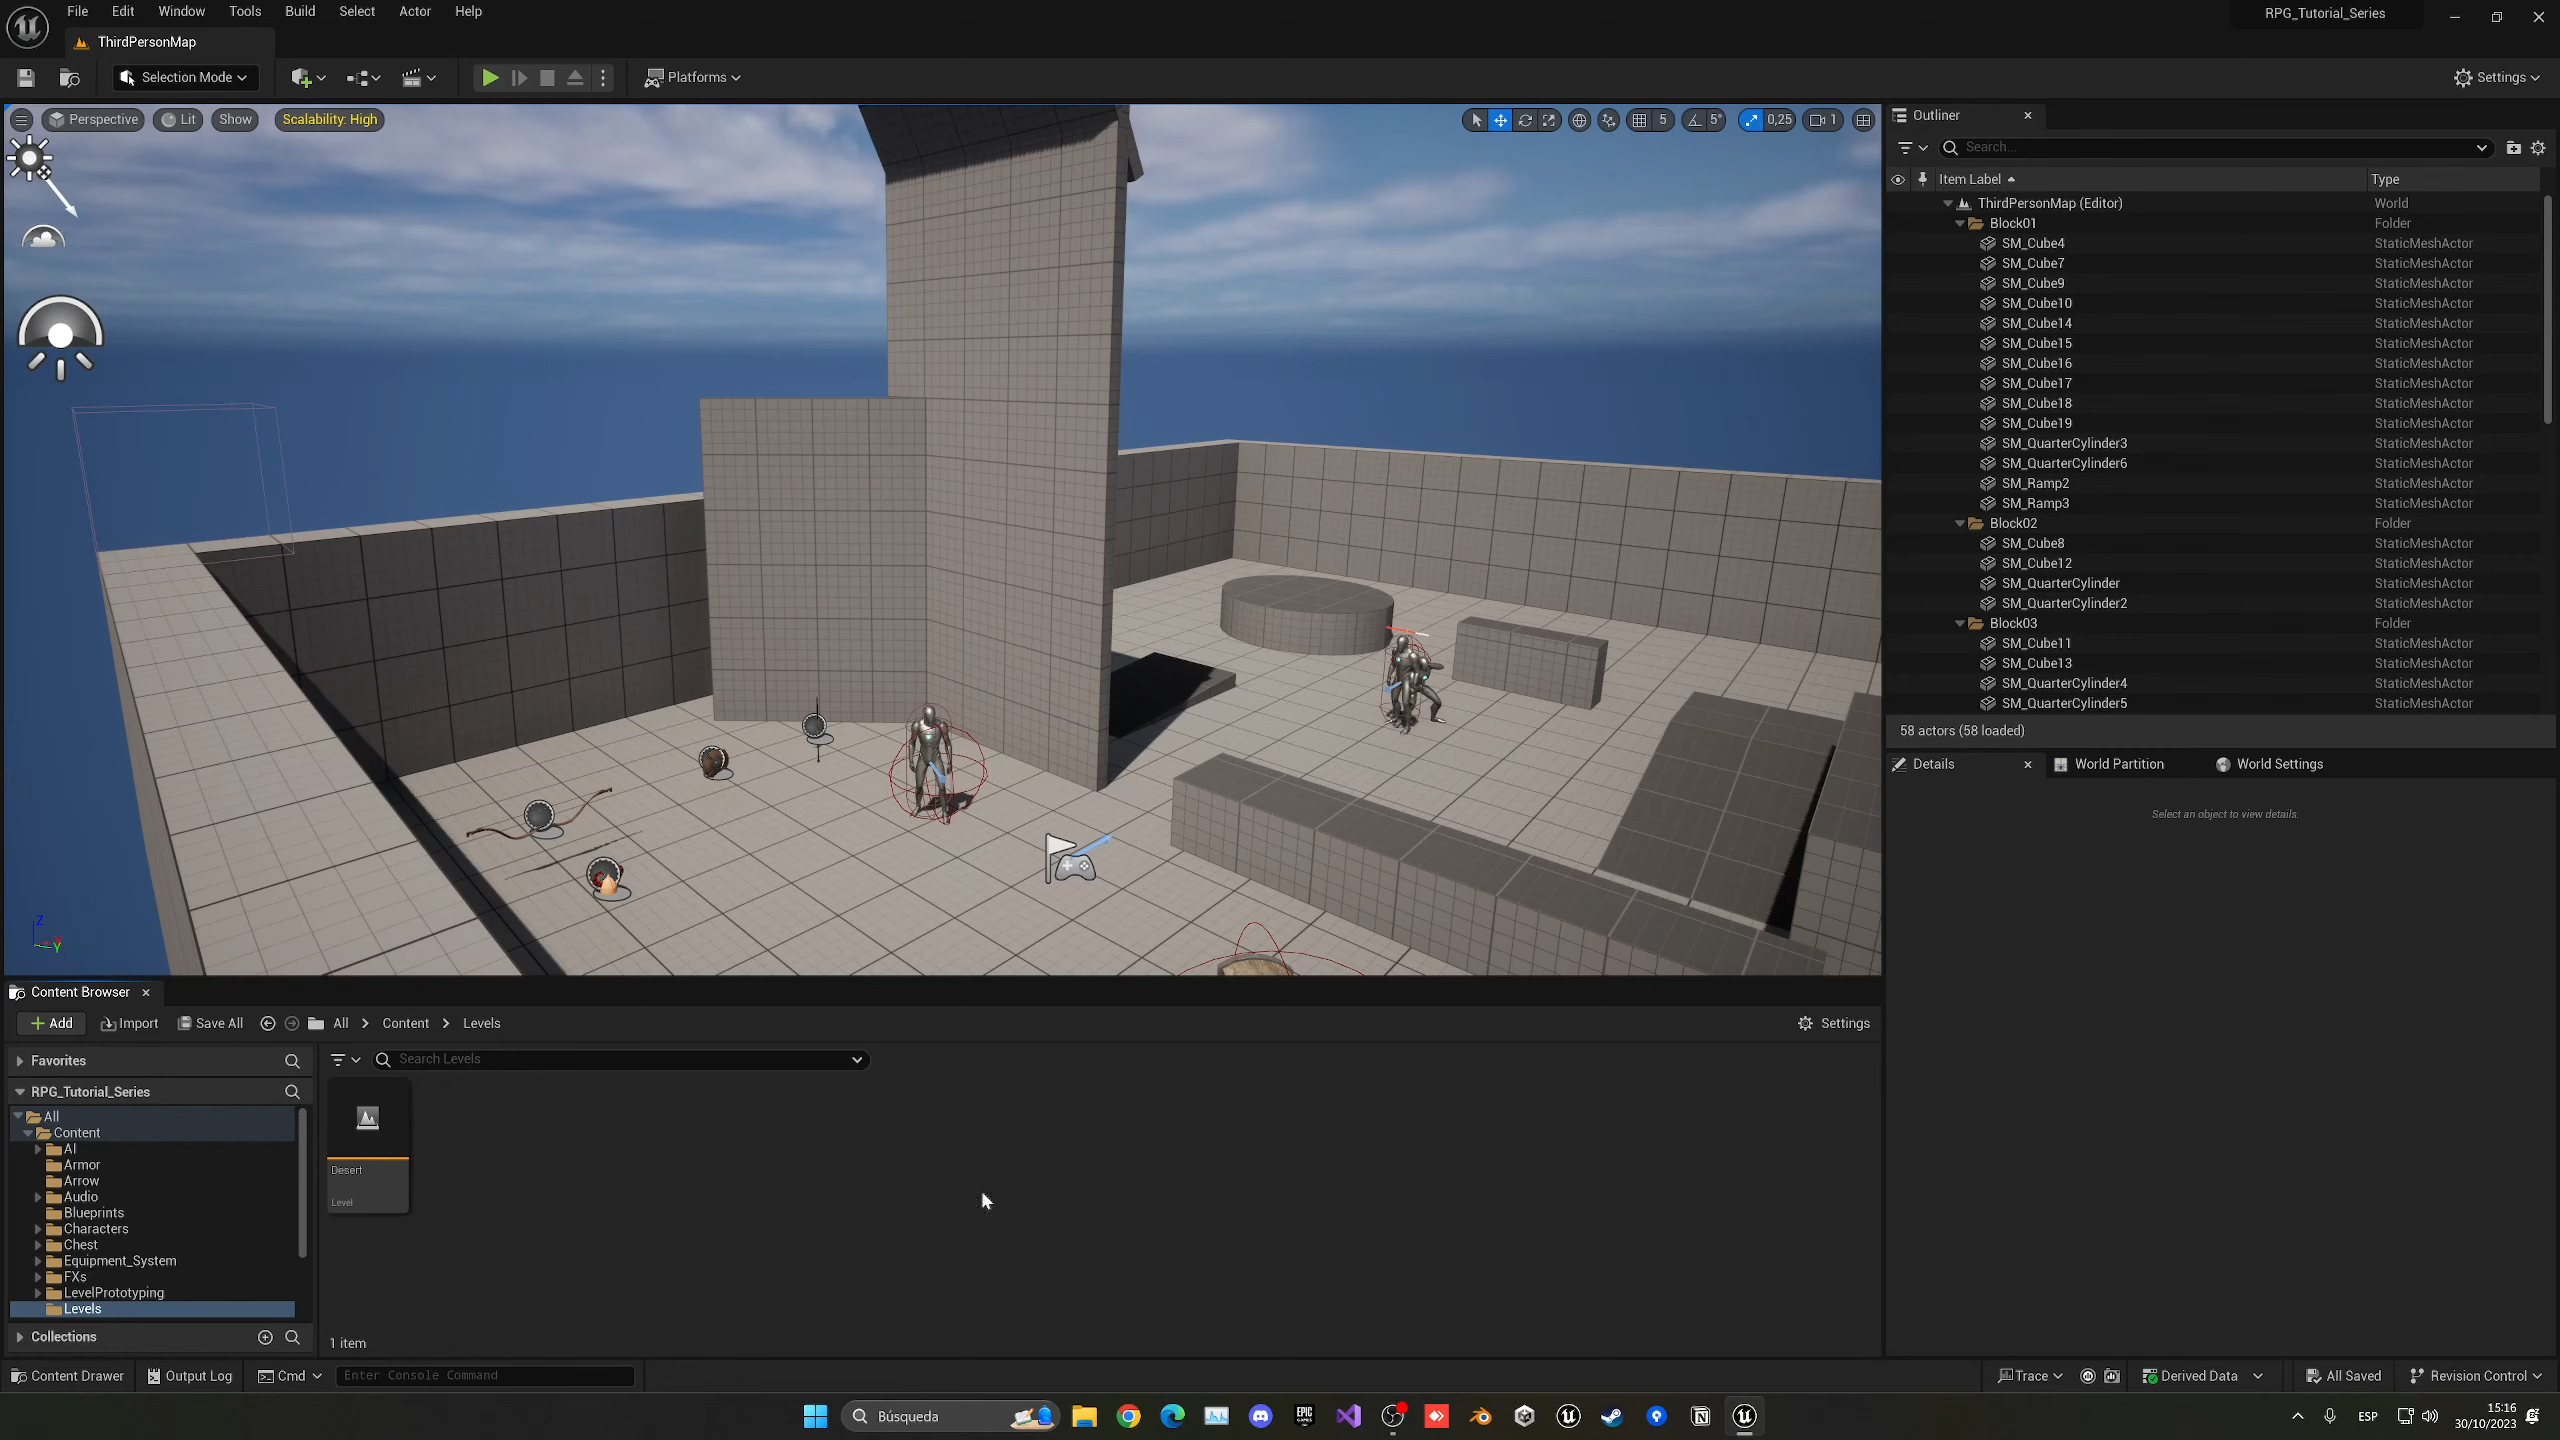 File Edit Window Tools Build Select Actor Help
RPG_Tutorial_Series
ThirdPersonMap
Selection Mode
Platforms
Settings
Perspective
Lit
Show
Scalability: High
5
5°
0,25
1
Outliner
Search...
Item Label
Type
ThirdPersonMap (Editor) World
Block01 Folder
SM_Cube4 StaticMeshActor
SM_Cube7 StaticMeshActor
SM_Cube9 StaticMeshActor
SM_Cube10 StaticMeshActor
SM_Cube14 StaticMeshActor
SM_Cube15 StaticMeshActor
SM_Cube16 StaticMeshActor
SM_Cube17 StaticMeshActor
SM_Cube18 StaticMeshActor
SM_Cube19 StaticMeshActor
SM_QuarterCylinder3 StaticMeshActor
SM_QuarterCylinder6 StaticMeshActor
SM_Ramp2 StaticMeshActor
SM_Ramp3 StaticMeshActor
Block02 Folder
SM_Cube8 StaticMeshActor
SM_Cube12 StaticMeshActor
SM_QuarterCylinder StaticMeshActor
SM_QuarterCylinder2 StaticMeshActor
Block03 Folder
SM_Cube11 StaticMeshActor
SM_Cube13 StaticMeshActor
SM_QuarterCylinder4 StaticMeshActor
SM_QuarterCylinder5 StaticMeshActor
58 actors (58 loaded)
Details
World Partition
World Settings
Select an object to view details.
Z
Y
Content Browser
Add
Import
Save All
All
Content
Levels
Settings
Favorites
Search Levels
RPG_Tutorial_Series
All
Content
AI
Armor
Arrow
Audio
Blueprints
Characters
Chest
Equipment_System
FXs
LevelPrototyping
Levels
Desert
Level
Collections
1 item
Content Drawer
Output Log
Cmd
Enter Console Command
Trace
Derived Data
All Saved
Revision Control
Búsqueda
EPIC
GAMES
ESP
15:16
30/10/2023